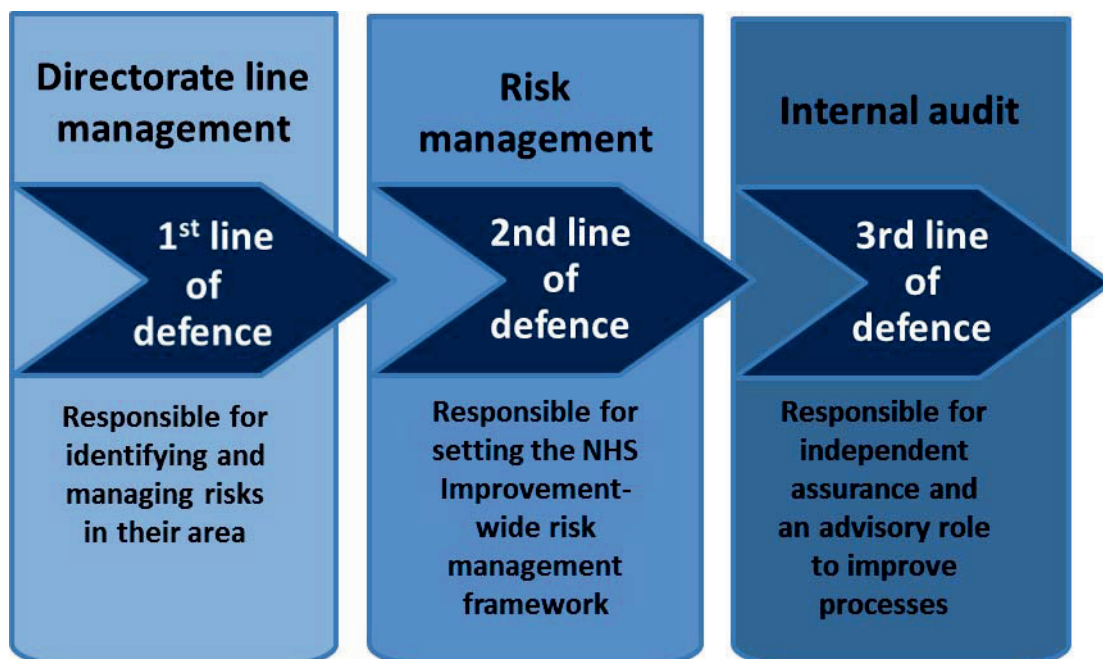 Directorate line
management
1st line
of
defence
Responsible for
identifying and
managing risks
in their area
Risk
management
2nd line
of
defence
Responsible for
setting the NHS
Improvement-
wide risk
management
framework
Internal audit
3rd line
of
defence
Responsible for
independent
assurance and
an advisory role
to improve
processes